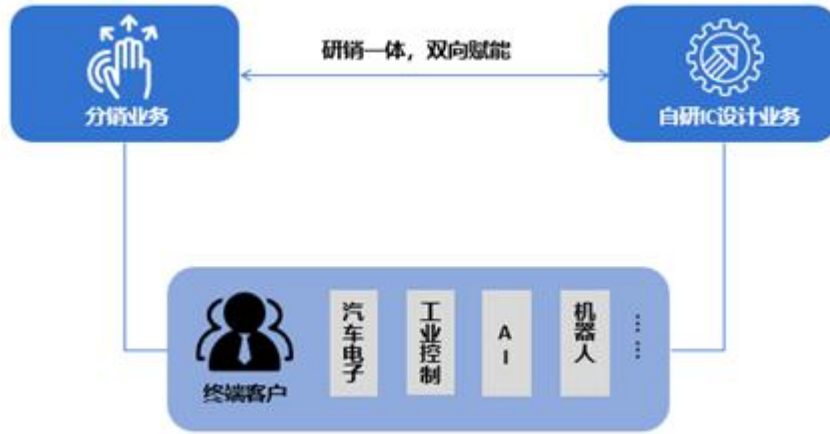 研销一体，双向赋能
分销业务
自研IC设计业务
汽车电子
工业控制
AI
机器人
……
终端客户